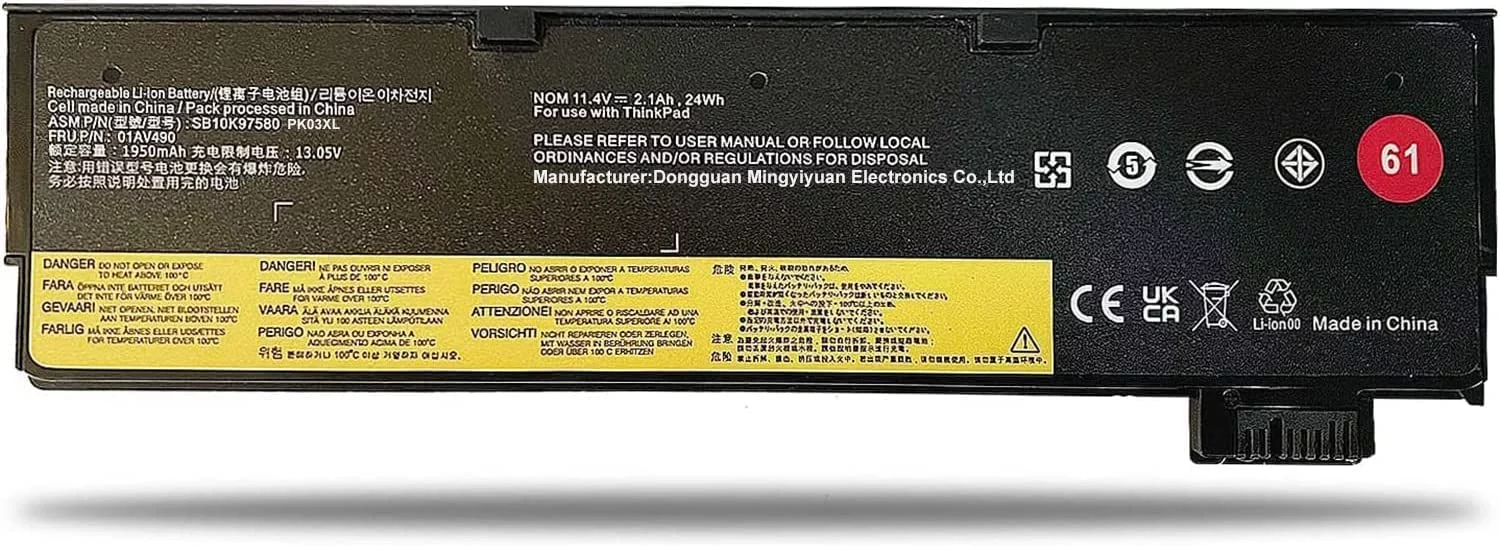 Rechargeable Li-Ion Battery/(锂离子电池组)/리튬이온이차전지
Cell made in China / Pack processed in China
ASM.P/N(型號/型号) : SB10K97580 PK03XL
FRU.P/N : 01AV490
额定容量 : 1950mAh 充电限制电压 : 13.05V
注意:用错误型号电池更换会有爆炸危险,
务必按照说明处置用完的电池
NOM 11.4V 2.1Ah , 24Wh
For use with ThinkPad
PLEASE REFER TO USER MANUAL OR FOLLOW LOCAL
ORDINANCES AND/OR REGULATIONS FOR DISPOSAL
Manufacturer:Dongguan Mingyiyuan Electronics Co.,Ltd
5
61
DANGER DO NOT OPEN OR EXPOSE
TO HEAT ABOVE 100°C
FARA ÖPPNA INTE BATTERIET OCH UTSÄTT
DET INTE FÖR VÄRME ÖVER 100°C
GEVAAR! NIET OPENEN, NIET BLOOTSTELLEN
AAN TEMPERATUREN BOVEN 100°C
FARLIG MÅ IKKE ÅBNES ELLER UDSETTES
FOR VARME OVER 100°C
DANGER! NE PAS OUVRIR NI EXPOSER
À PLUS DE 100°C
FARE MÅ IKKE ÅPNES ELLER UTSETTES
FOR VARME OVER 100°C
VAARA ÄLÄ AVAA ÄKLJÄ ÄLÄKÄ KUUMENNA
SITÄ YLI 100 ASTEEN LÄMPÖTILAAN
PERIGO NÃO ABRA OU EXPONHA A
AQUECIMENTO ACIMA DE 100°C
위험
PELIGRO NO ABRIR O EXPONER A TEMPERATURAS
SUPERIORES A 100°C
PERIGO NÃO ABRIR NEM EXPOR A TEMPERATURAS
SUPERIORES A 100°C
ATTENZIONE! NON APRIRE O RISCALDARE AD UNA
TEMPERATURA SUPERIORE AI 100°C
VORSICHT! NICHT REPARIEREN ODER ZERLEGEN,
MIT WASSER IN BERÜHRUNG BRINGEN
ODER ÜBER 100 C ERHITZEN
危険
注意
危险
CE
UK
CA
Li-ion00
Made in China